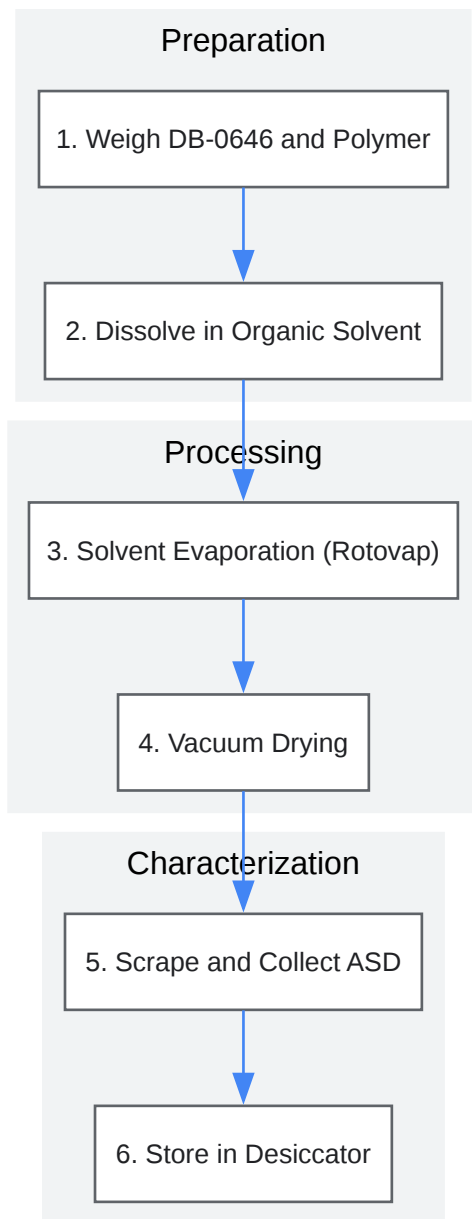 Preparation
1. Weigh DB-0646 and Polymer
2. Dissolve in Organic Solvent
Processing
3. Solvent Evaporation (Rotovap)
4. Vacuum Drying
Characterization
5. Scrape and Collect ASD
6. Store in Desiccator